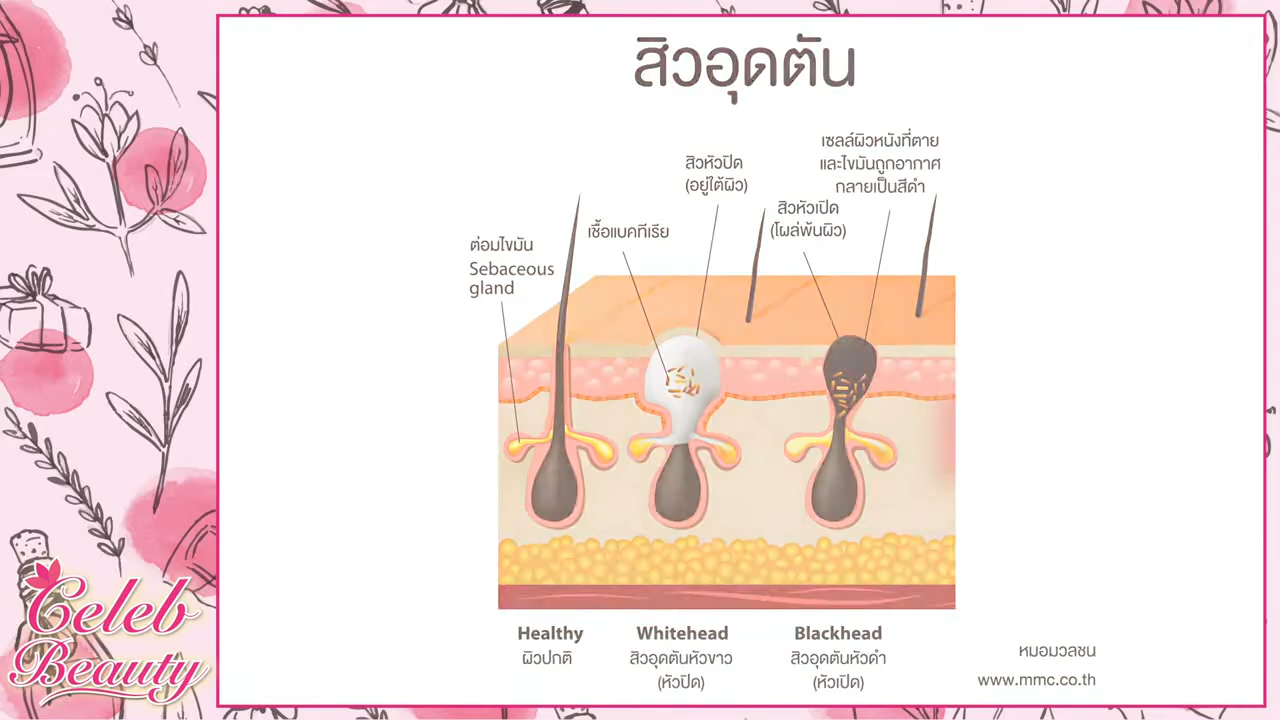 สิวอุดตัน
เซลล์ผิวหนังที่ตาย
และไขมันถูกอากาศ
กลายเป็นสีดำ
สิวหัวปิด
(อยู่ใต้ผิว)
สิวหัวเปิด
(โผล่พ้นผิว)
เชื้อแบคทีเรีย
ต่อมไขมัน
Sebaceous
gland
Healthy
ผิวปกติ
Whitehead
สิวอุดตันหัวขาว
(หัวปิด)
Blackhead
สิวอุดตันหัวดำ
(หัวเปิด)
หมอมวลชน
www.mmc.co.th
Celeb
Beauty